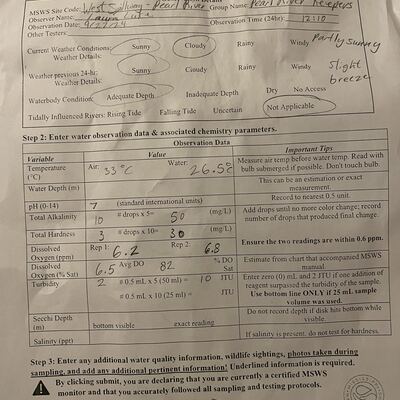 MSWS Site Code: West Sullivan - Pearl River Group Name: Pearl River Keepers
Observer Name: Laurin
Observation Date: 9/22/24 Observation Time (24hr): 12:10
Other Testers:
Current Weather Conditions: Sunny Cloudy Rainy Windy Partly sunny
Weather Details:
Weather previous 24-hr: Sunny Cloudy Rainy Windy slight breeze
Weather Details:
Waterbody Condition: Adequate Depth Inadequate Depth Dry No Access
Tidally Influenced Rivers: Rising Tide Falling Tide Uncertain Not Applicable
Step 2: Enter water observation data & associated chemistry parameters.
Observation Data
Variable Value Important Tips
Temperature (°C) Air: 33°C Water: 26.5°C Measure air temp before water temp. Read with bulb submerged if possible. Don't touch bulb.
Water Depth (m) This can be an estimation or exact measurement.
pH (0-14) 7 (standard international units) Record to nearest 0.5 unit.
Total Alkalinity 10 # drops x 5= 50 (mg/L) Add drops until no more color change; record number of drops that produced final change.
Total Hardness 3 # drops x 10= 30 (mg/L)
Dissolved Oxygen (ppm) Rep 1: 6.2 Rep 2: 6.8 Ensure the two readings are within 0.6 ppm.
Dissolved Oxygen (% Sat) 6.5 Avg DO 82 % DO Sat Estimate from chart that accompanied MSWS manual.
Turbidity 2 # 0.5 mL x 5 (50 ml) = 10 JTU Enter zero (0) mL and 2 JTU if one addition of reagent surpassed the turbidity of the sample.
# 0.5 mL x 10 (25 ml) = JTU Use bottom line ONLY if 25 mL sample volume was used.
Secchi Depth (m) bottom visible exact reading Do not record depth if disk hits bottom while visible.
Salinity (ppt) If salinity is present, do not test for hardness.
Step 3: Enter any additional water quality information, wildlife sightings, photos taken during
sampling, and add any additional pertinent information! Underlined information is required.
By clicking submit, you are declaring that you are currently a certified MSWS
monitor and that you accurately followed all sampling and testing protocols.